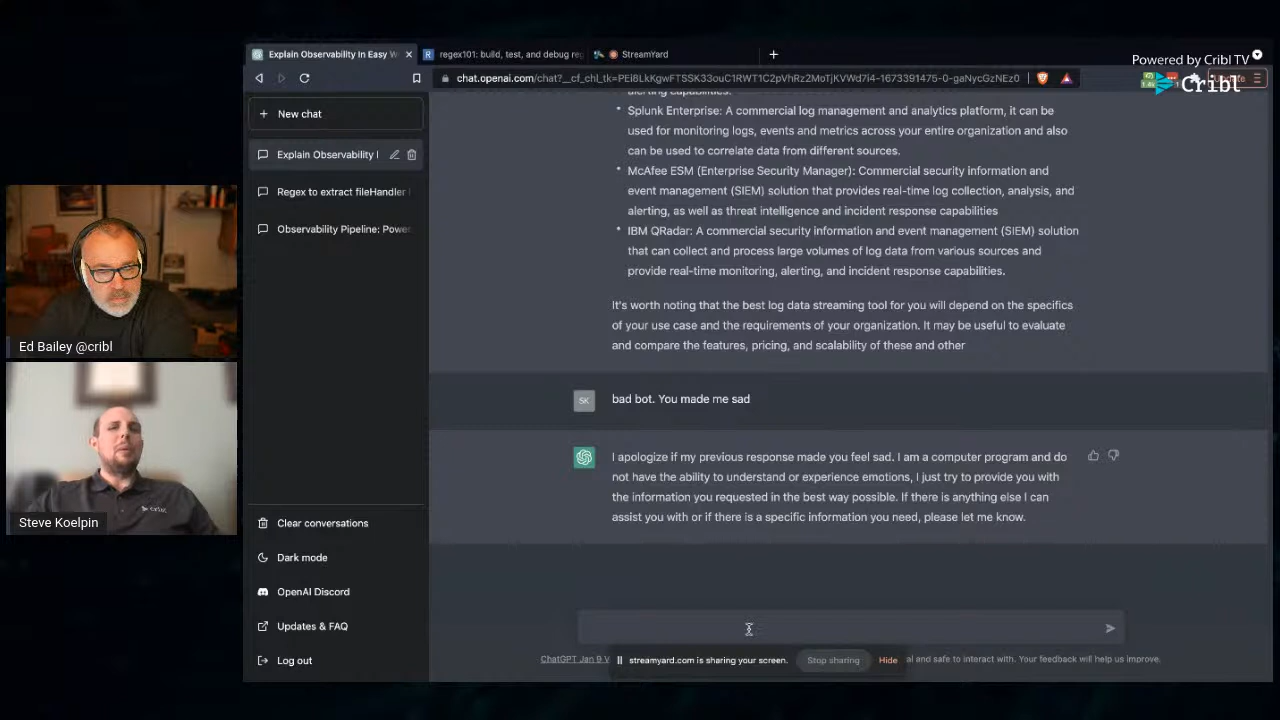 Explain Observability In Easy W
regex101: build, test, and debug reg
StreamYard
Powered by Cribl TV
chat.openai.com/chat?__cf_chl_tk=PEi8LkKgwFTSSK33ouC1RWT1C2pVhRz2MoTjKVWd7i4-1673391475-0-gaNycGzNEz0
Cribl
New chat
Explain Observability I
Regex to extract fileHandler
Observability Pipeline: Power
alerting capabilities.
• Splunk Enterprise: A commercial log management and analytics platform, it can be
used for monitoring logs, events and metrics across your entire organization and also
can be used to correlate data from different sources.
• McAfee ESM (Enterprise Security Manager): Commercial security information and
event management (SIEM) solution that provides real-time log collection, analysis, and
alerting, as well as threat intelligence and incident response capabilities
• IBM QRadar: A commercial security information and event management (SIEM) solution
that can collect and process large volumes of log data from various sources and
provide real-time monitoring, alerting, and incident response capabilities.
It's worth noting that the best log data streaming tool for you will depend on the specifics
of your use case and the requirements of your organization. It may be useful to evaluate
and compare the features, pricing, and scalability of these and other
SK
bad bot. You made me sad
I apologize if my previous response made you feel sad. I am a computer program and do
not have the ability to understand or experience emotions, I just try to provide you with
the information you requested in the best way possible. If there is anything else I can
assist you with or if there is a specific information you need, please let me know.
Ed Bailey @cribl
Steve Koelpin
Clear conversations
Dark mode
OpenAI Discord
Updates & FAQ
Log out
ChatGPT Jan 9 V
streamyard.com is sharing your screen.
Stop sharing
Hide
al and safe to interact with. Your feedback will help us improve.